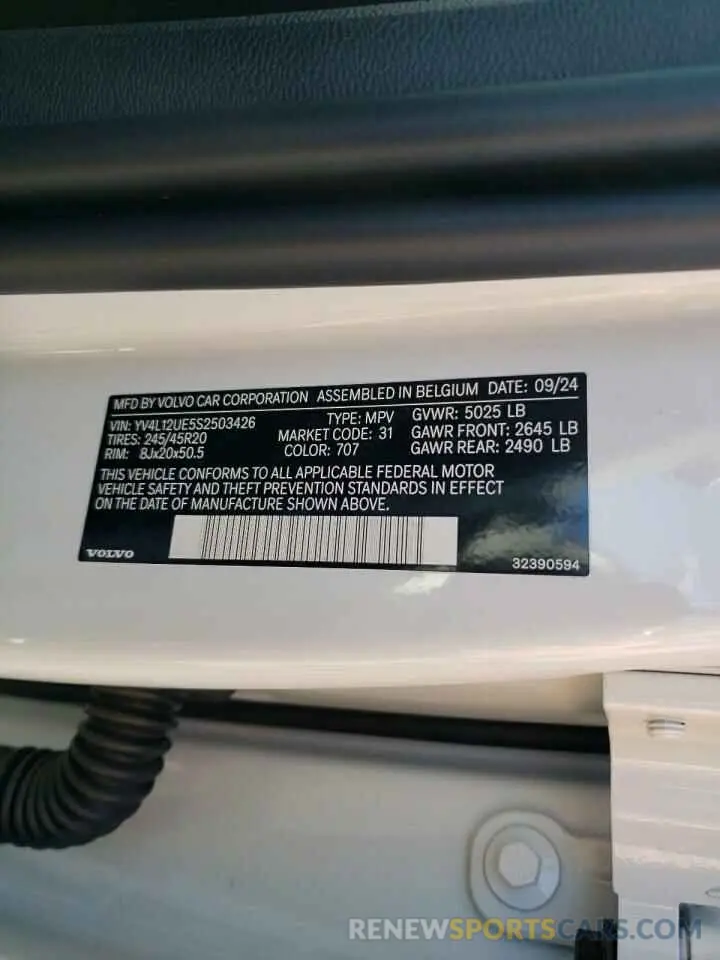 MFD BY VOLVO CAR CORPORATION ASSEMBLED IN BELGIUM DATE: 09/24
VIN: YV4L12UE5S2503426 TYPE: MPV GVWR: 5025 LB
TIRES: 245/45R20 MARKET CODE: 31 GAWR FRONT: 2645 LB
RIM: 8Jx20x50.5 COLOR: 707 GAWR REAR: 2490 LB
THIS VEHICLE CONFORMS TO ALL APPLICABLE FEDERAL MOTOR
VEHICLE SAFETY AND THEFT PREVENTION STANDARDS IN EFFECT
ON THE DATE OF MANUFACTURE SHOWN ABOVE.
VOLVO 32390594
RENEWSPORTSCARS.COM